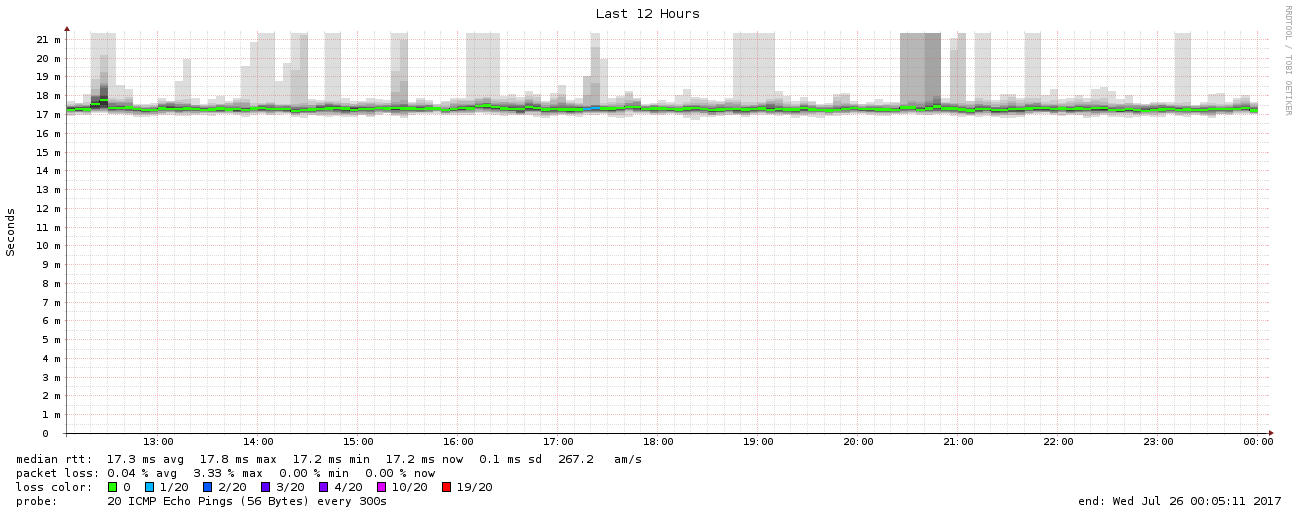 Last 12 Hours
RRDTOOL / TOBI OETIKER
21 m
20 m
19 m
18 m
17 m
16 m
15 m
14 m
13 m
12 m
11 m
10 m
9 m
8 m
7 m
6 m
5 m
4 m
3 m
2 m
1 m
0
Seconds
13:00 14:00 15:00 16:00 17:00 18:00 19:00 20:00 21:00 22:00 23:00 00:00
median rtt: 17.3 ms avg 17.8 ms max 17.2 ms min 17.2 ms now 0.1 ms sd 267.2 am/s
packet loss: 0.04 % avg 3.33 % max 0.00 % min 0.00 % now
loss color: 0 1/20 2/20 3/20 4/20 10/20 19/20
probe: 20 ICMP Echo Pings (56 Bytes) every 300s end: Wed Jul 26 00:05:11 2017